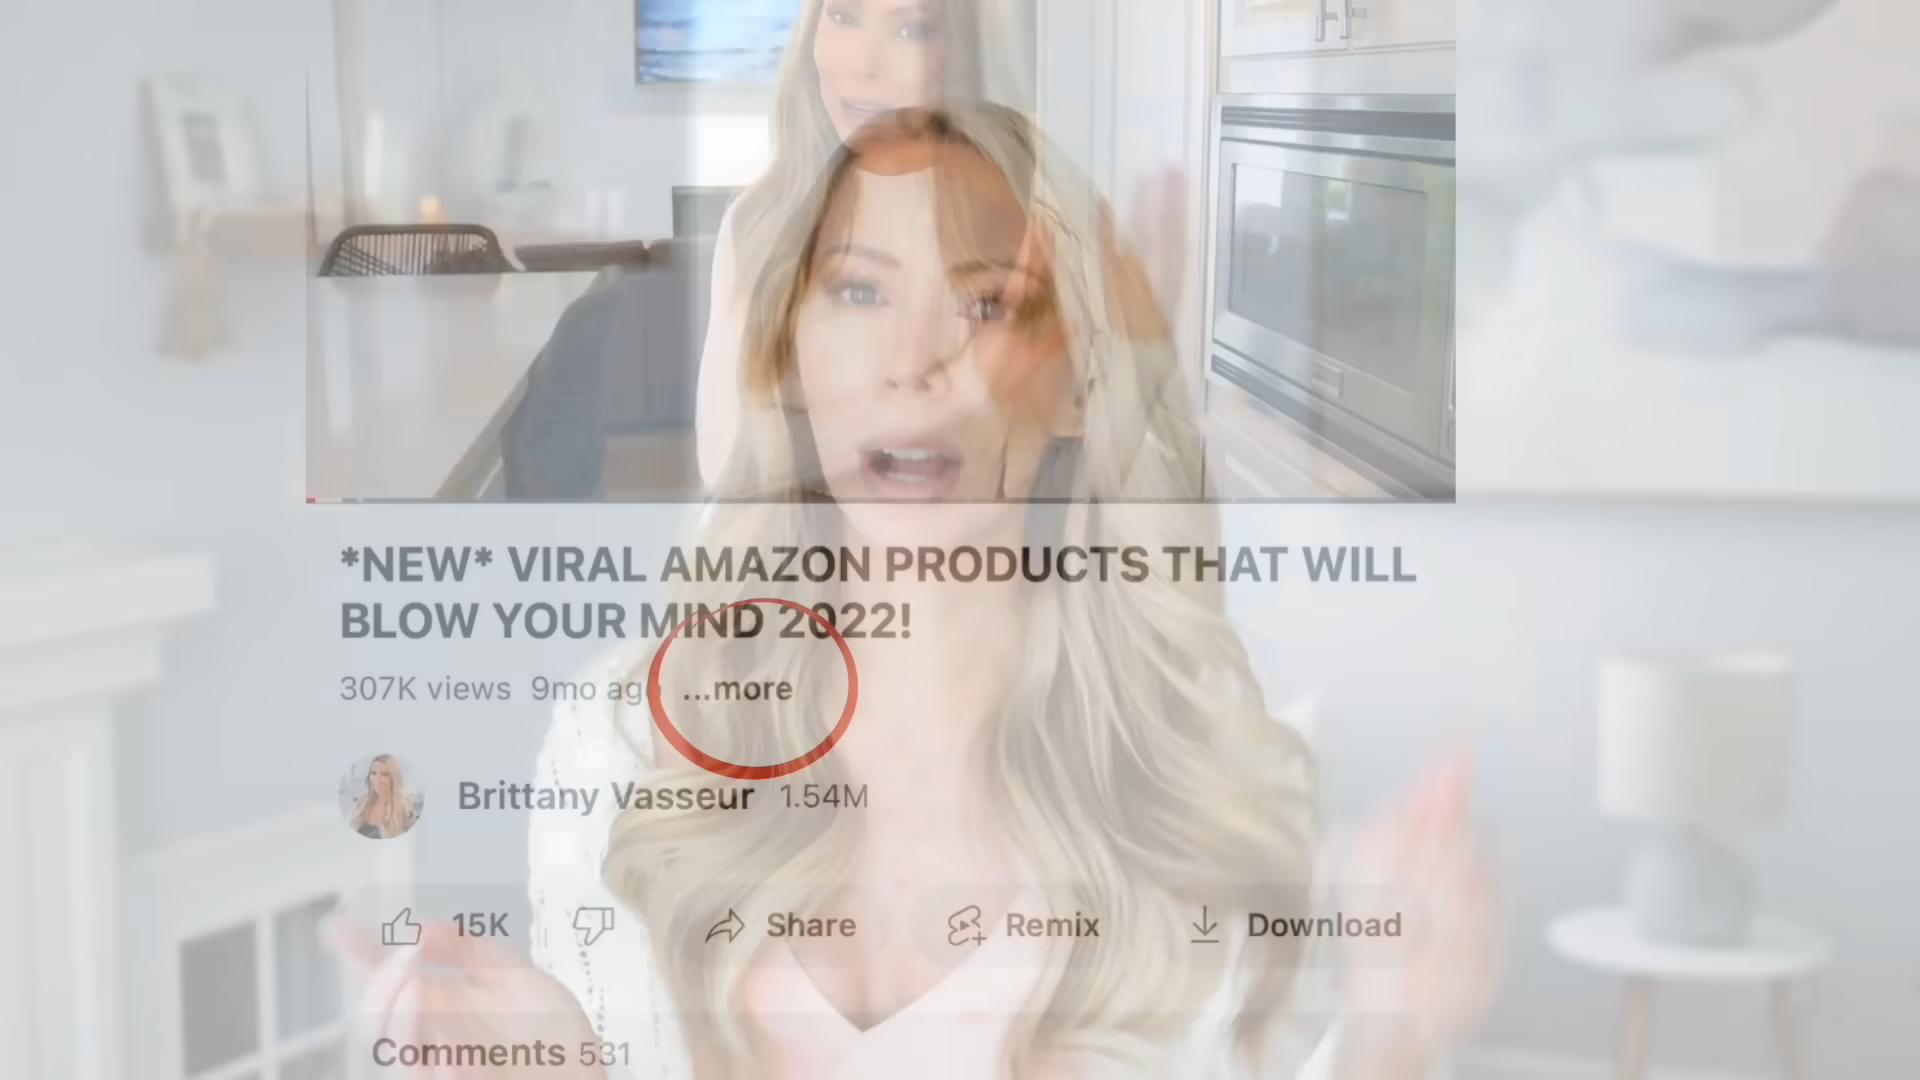 *NEW* VIRAL AMAZON PRODUCTS THAT WILL
BLOW YOUR MIND 2022!
307K views 9mo ago ...more
Brittany Vasseur 1.54M
15K Share Remix Download
Comments 531